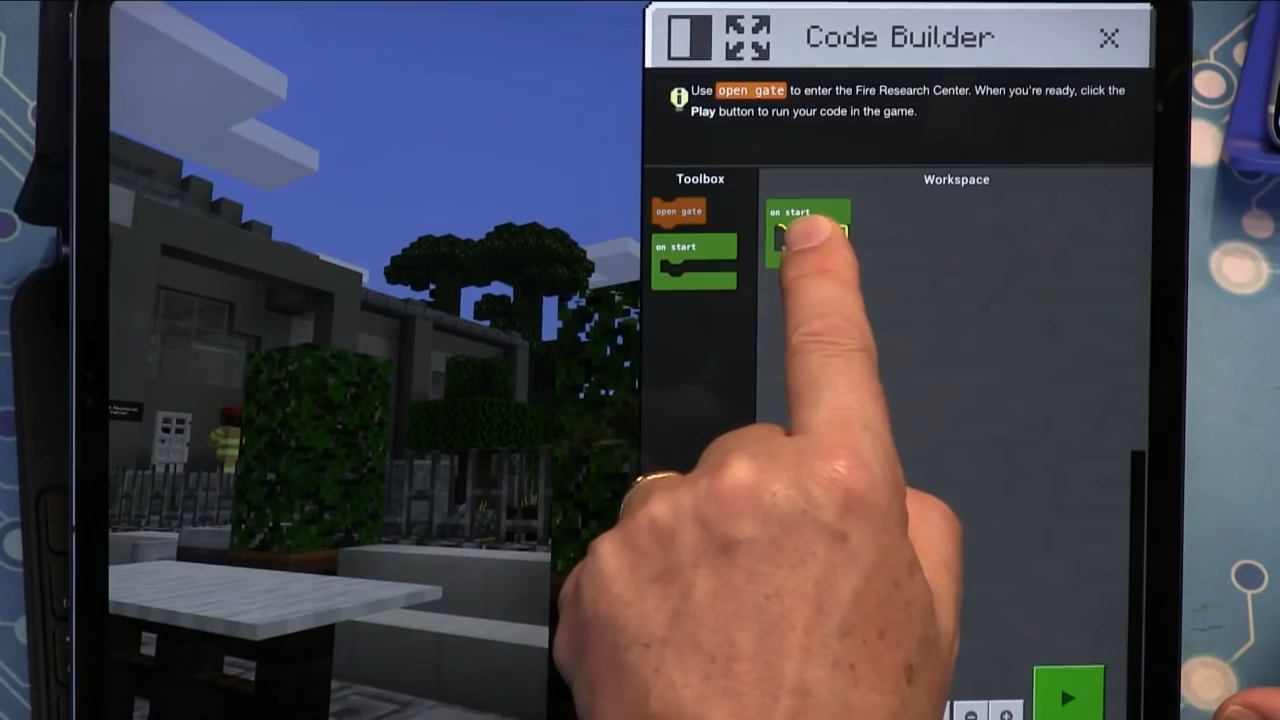 Code Builder
Use open gate to enter the Fire Research Center. When you're ready, click the
Play button to run your code in the game.
Toolbox
Workspace
open gate
on start
on start